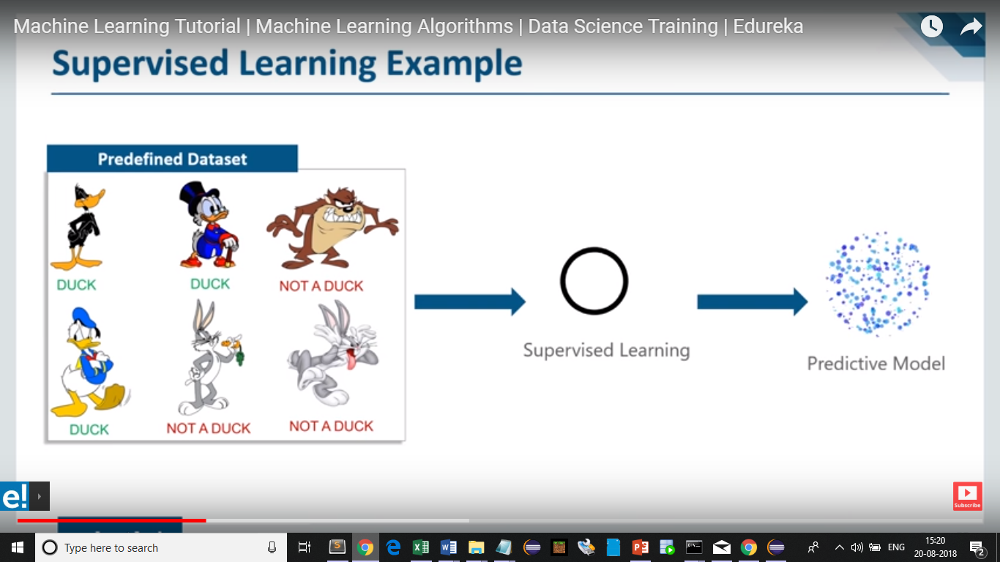 Machine Learning Tutorial | Machine Learning Algorithms | Data Science Training | Edureka
Supervised Learning Example
Predefined Dataset
DUCK
DUCK
NOT A DUCK
DUCK
NOT A DUCK
NOT A DUCK
Supervised Learning
Predictive Model
e!
Subscribe
Type here to search
ENG
15:20
20-08-2018
2